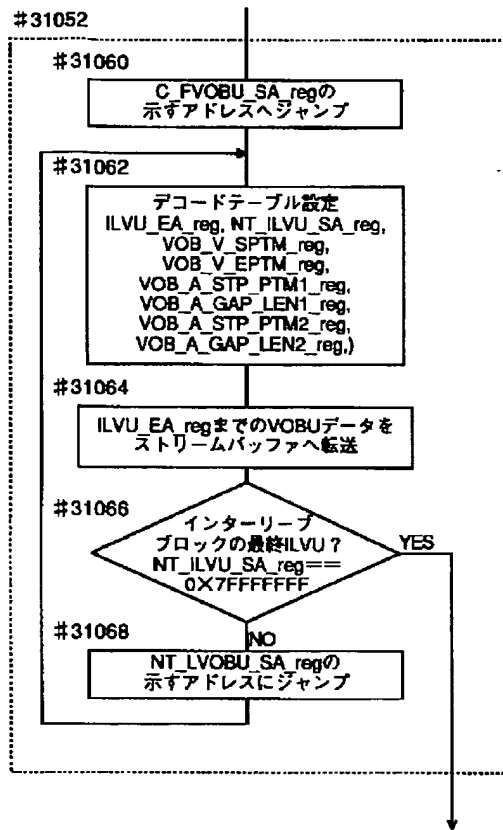 #31052
#31060
C_FVOBU_SA_regの
示すアドレスへジャンプ
#31062
デコードテーブル設定
ILVU_EA_reg, NT_ILVU_SA_reg,
VOB_V_SPTM_reg,
VOB_V_EPTM_reg,
VOB_A_STP_PTM1_reg,
VOB_A_GAP_LEN1_reg,
VOB_A_STP_PTM2_reg,
VOB_A_GAP_LEN2_reg,)
#31064
ILVU_EA_regまでのVOBUデータを
ストリームバッファへ転送
#31066
インターリーブ
ブロックの最終ILVU?
NT_ILVU_SA_reg==
0×7FFFFFFF
YES
NO
#31068
NT_LVOBU_SA_regの
示すアドレスにジャンプ